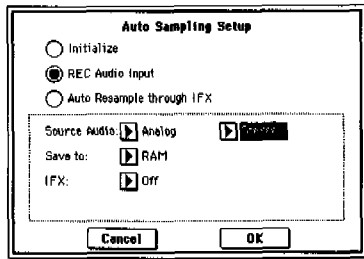 Auto Sampling Setup
Initialize
REC Audio Input
Auto Resample through IFX
Source Audio: Analog
Save to: RAM
IFX: Off
Cancel OK